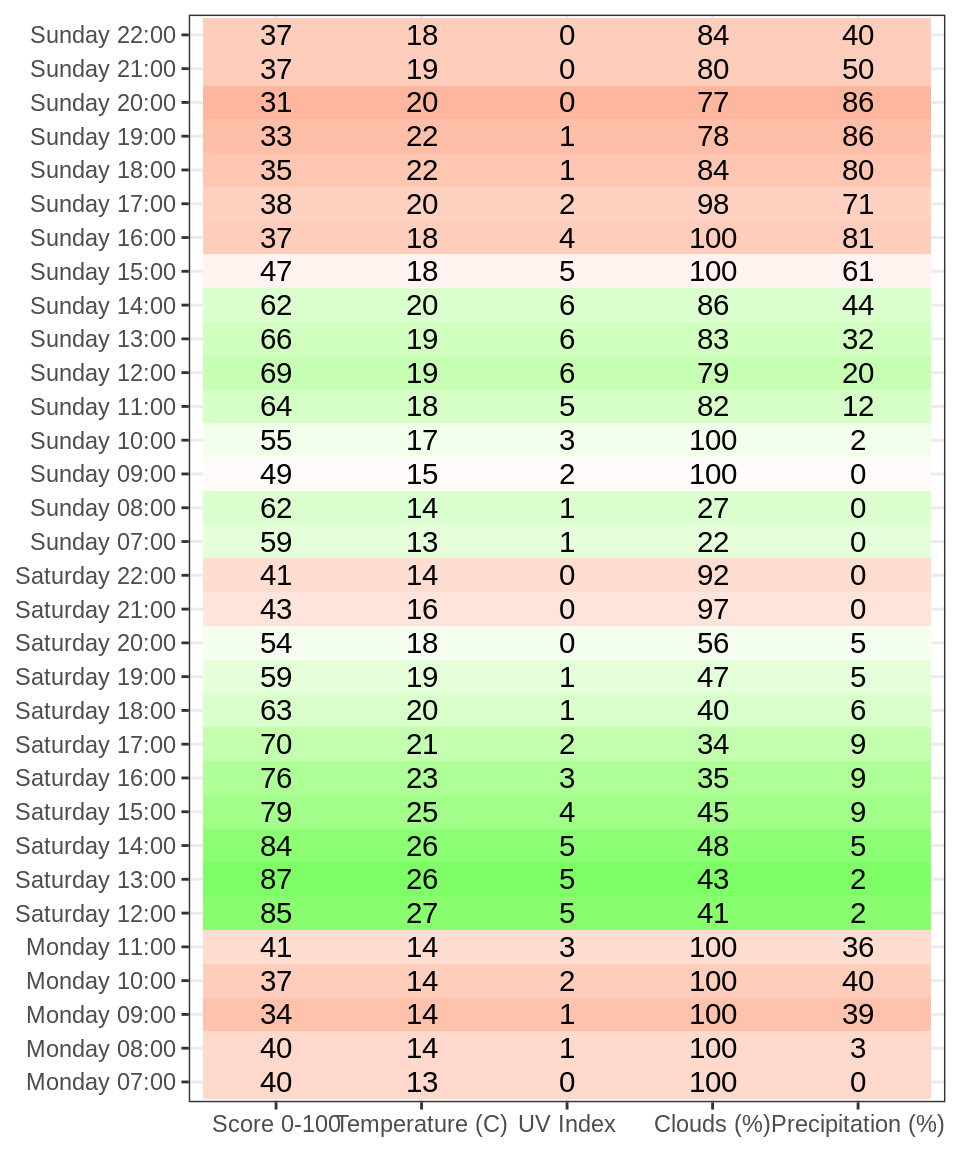 Sunday 22:00 37 18 0 84 40
Sunday 21:00 37 19 0 80 50
Sunday 20:00 31 20 0 77 86
Sunday 19:00 33 22 1 78 86
Sunday 18:00 35 22 1 84 80
Sunday 17:00 38 20 2 98 71
Sunday 16:00 37 18 4 100 81
Sunday 15:00 47 18 5 100 61
Sunday 14:00 62 20 6 86 44
Sunday 13:00 66 19 6 83 32
Sunday 12:00 69 19 6 79 20
Sunday 11:00 64 18 5 82 12
Sunday 10:00 55 17 3 100 2
Sunday 09:00 49 15 2 100 0
Sunday 08:00 62 14 1 27 0
Sunday 07:00 59 13 1 22 0
Saturday 22:00 41 14 0 92 0
Saturday 21:00 43 16 0 97 0
Saturday 20:00 54 18 0 56 5
Saturday 19:00 59 19 1 47 5
Saturday 18:00 63 20 1 40 6
Saturday 17:00 70 21 2 34 9
Saturday 16:00 76 23 3 35 9
Saturday 15:00 79 25 4 45 9
Saturday 14:00 84 26 5 48 5
Saturday 13:00 87 26 5 43 2
Saturday 12:00 85 27 5 41 2
Monday 11:00 41 14 3 100 36
Monday 10:00 37 14 2 100 40
Monday 09:00 34 14 1 100 39
Monday 08:00 40 14 1 100 3
Monday 07:00 40 13 0 100 0
Score 0-100 Temperature (C) UV Index Clouds (%) Precipitation (%)